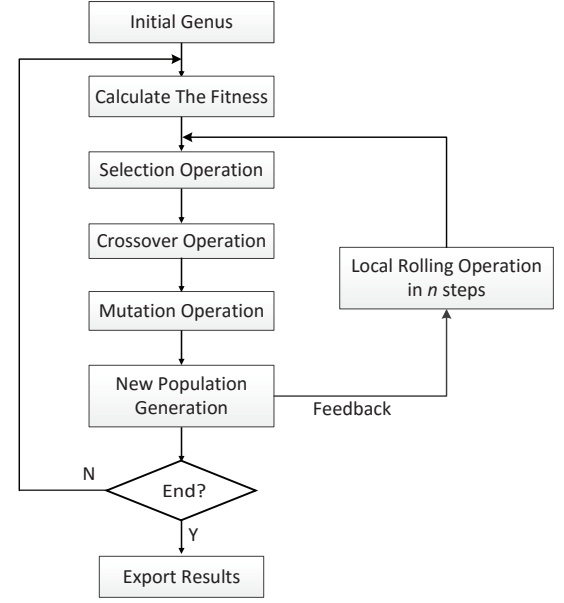 Initial Genus
Calculate The Fitness
Selection Operation
Crossover Operation
Local Rolling Operation
in n steps
Mutation Operation
New Population
Generation
Feedback
N
End?
Y
Export Results